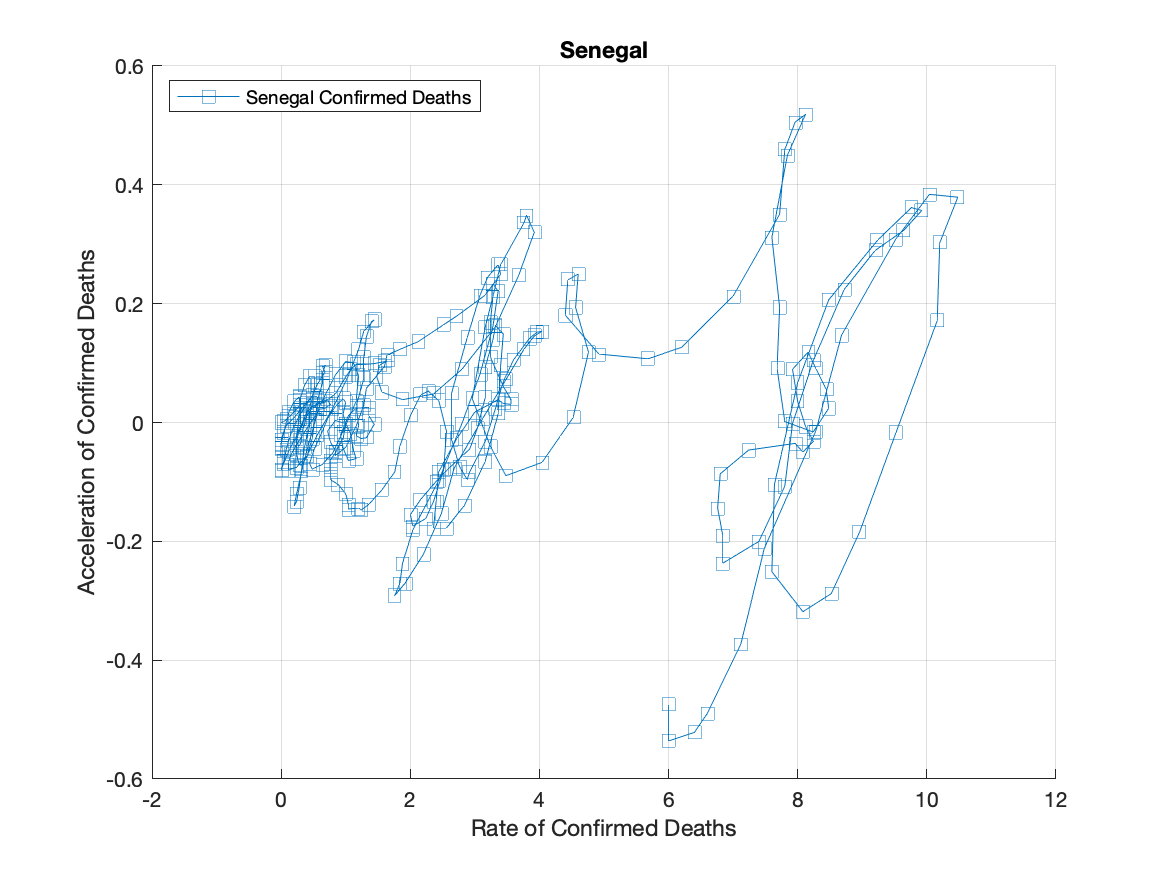 Senegal
Senegal Confirmed Deaths
0.6
0.4
0.2
0
-0.2
-0.4
-0.6
Acceleration of Confirmed Deaths
-2 0 2 4 6 8 10 12
Rate of Confirmed Deaths